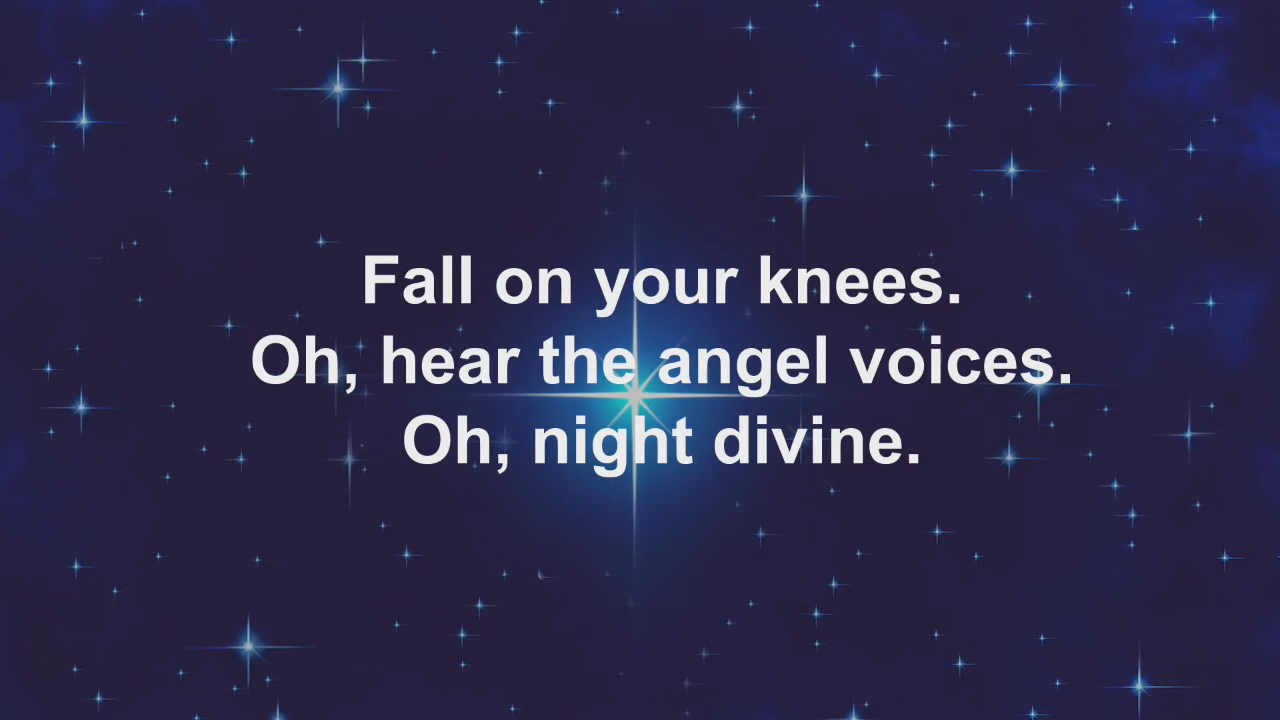 Fall on your knees.
Oh, hear the angel voices.
Oh, night divine.